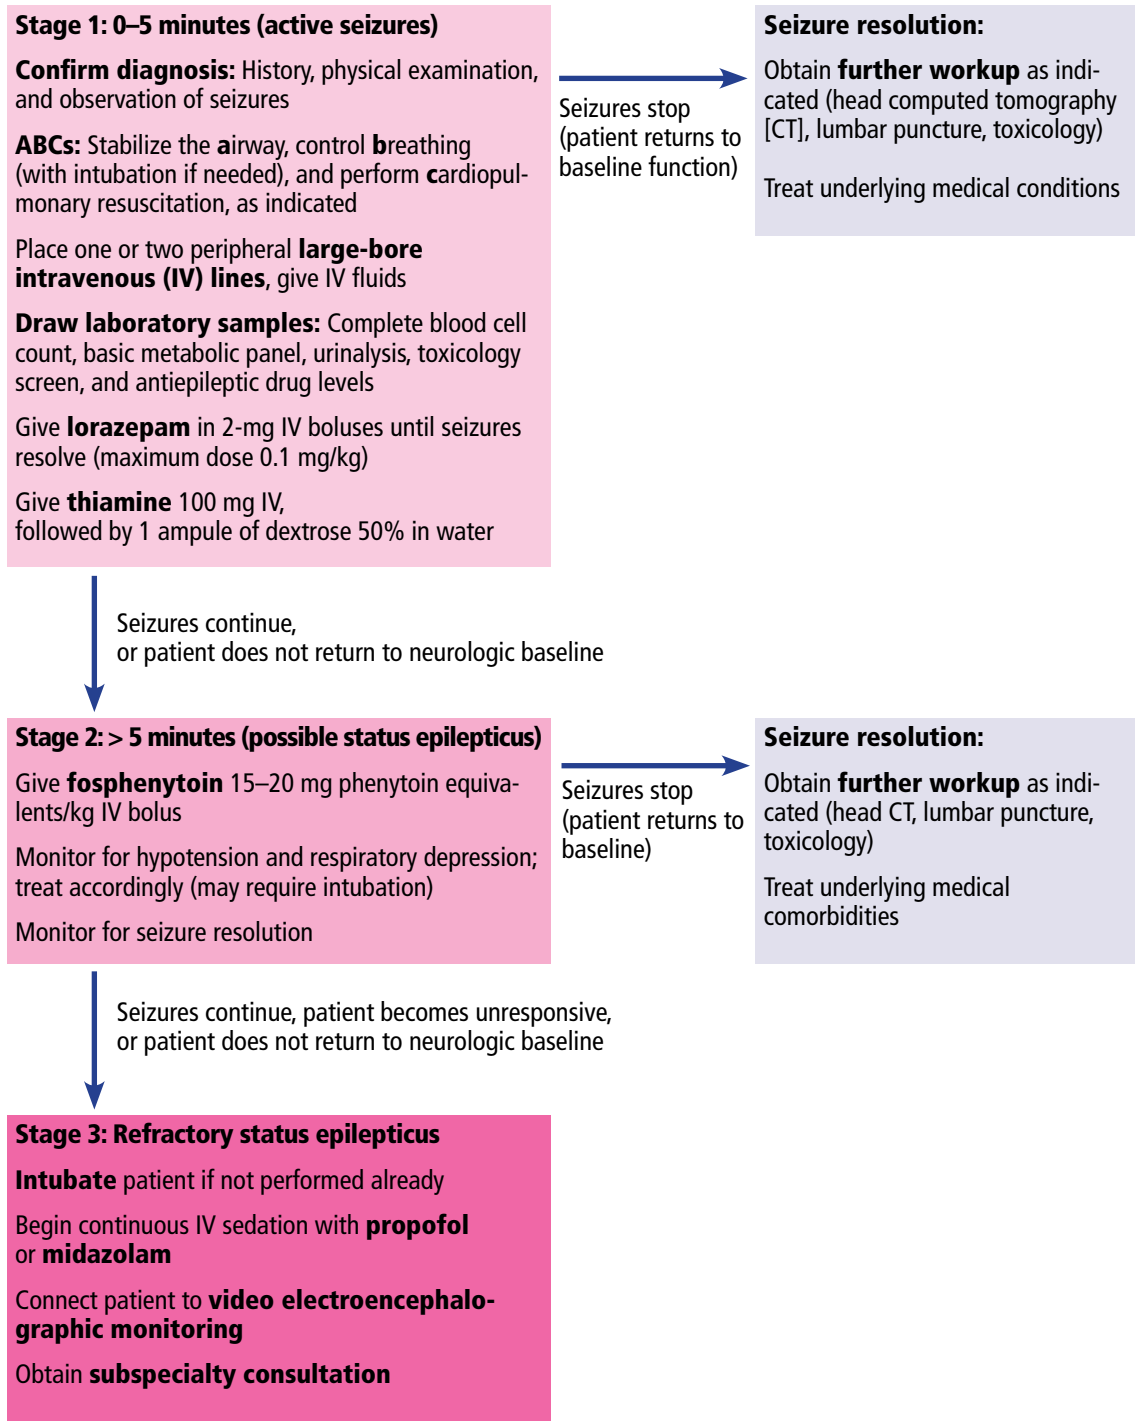 Stage 1: 0–5 minutes (active seizures)
Confirm diagnosis: History, physical examination,
and observation of seizures
ABCs: Stabilize the airway, control breathing
(with intubation if needed), and perform cardiopul-
monary resuscitation, as indicated
Place one or two peripheral large-bore
intravenous (IV) lines, give IV fluids
Draw laboratory samples: Complete blood cell
count, basic metabolic panel, urinalysis, toxicology
screen, and antiepileptic drug levels
Give lorazepam in 2-mg IV boluses until seizures
resolve (maximum dose 0.1 mg/kg)
Give thiamine 100 mg IV,
followed by 1 ampule of dextrose 50% in water
Seizures stop
(patient returns to
baseline function)
Seizure resolution:
Obtain further workup as indi-
cated (head computed tomography
[CT], lumbar puncture, toxicology)
Treat underlying medical conditions
Seizures continue,
or patient does not return to neurologic baseline
Stage 2: > 5 minutes (possible status epilepticus)
Give fosphenytoin 15–20 mg phenytoin equiva-
lents/kg IV bolus
Monitor for hypotension and respiratory depression;
treat accordingly (may require intubation)
Monitor for seizure resolution
Seizures stop
(patient returns to
baseline)
Seizure resolution:
Obtain further workup as indi-
cated (head CT, lumbar puncture,
toxicology)
Treat underlying medical
comorbidities
Seizures continue, patient becomes unresponsive,
or patient does not return to neurologic baseline
Stage 3: Refractory status epilepticus
Intubate patient if not performed already
Begin continuous IV sedation with propofol
or midazolam
Connect patient to video electroencephalo-
graphic monitoring
Obtain subspecialty consultation